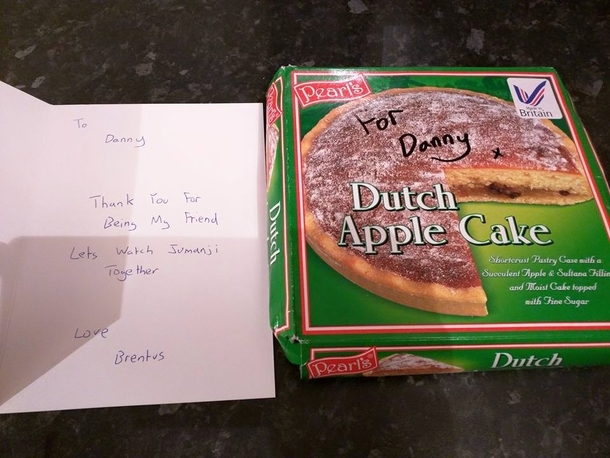 To
Danny
Thank You For
Being My Friend
Lets Watch Jumanji
Together
Love
Brentus
Pearl's
Britain
For
Danny x
Dutch
Apple Cake
Shortcrust Pastry Case with a
Succulent Apple & Sultana Filling
and Moist Cake topped
with Fine Sugar
Dutch
Pearl's
Dutch